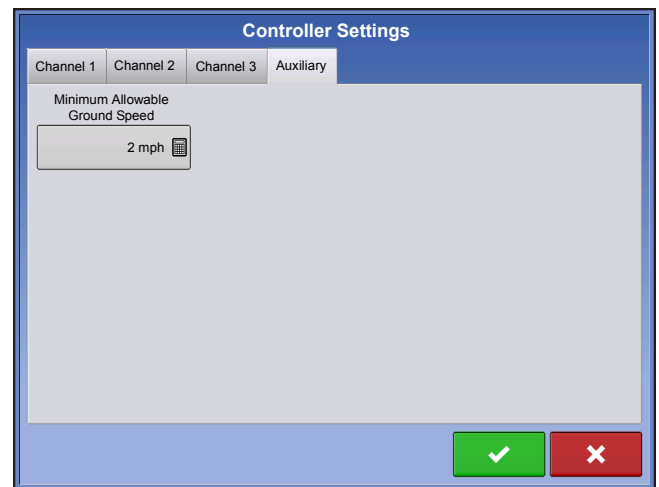 Controller Settings
Channel 1 Channel 2 Channel 3 Auxiliary
Minimum Allowable
Ground Speed
2 mph